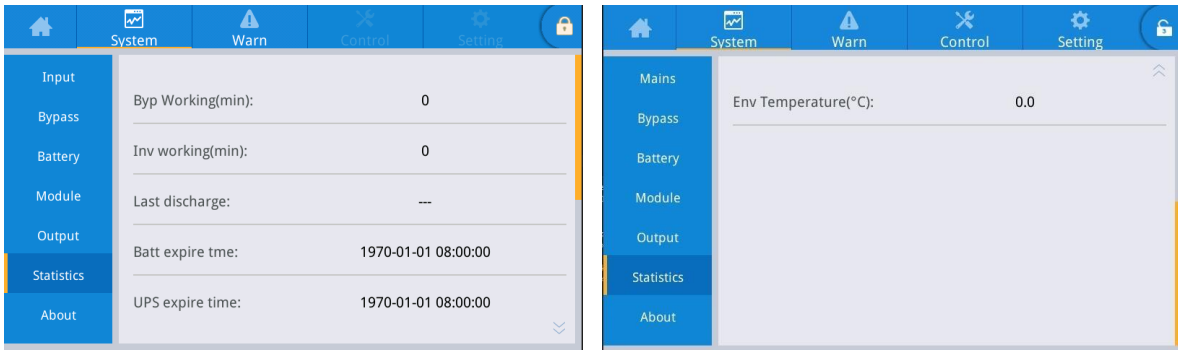 System Warn Control Setting
Input
Bypass
Battery
Module
Output
Statistics
About
Byp Working(min): 0
Inv working(min): 0
Last discharge: ---
Batt expire tme: 1970-01-01 08:00:00
UPS expire time: 1970-01-01 08:00:00
System Warn Control Setting
Mains
Bypass
Battery
Module
Output
Statistics
About
Env Temperature(°C): 0.0